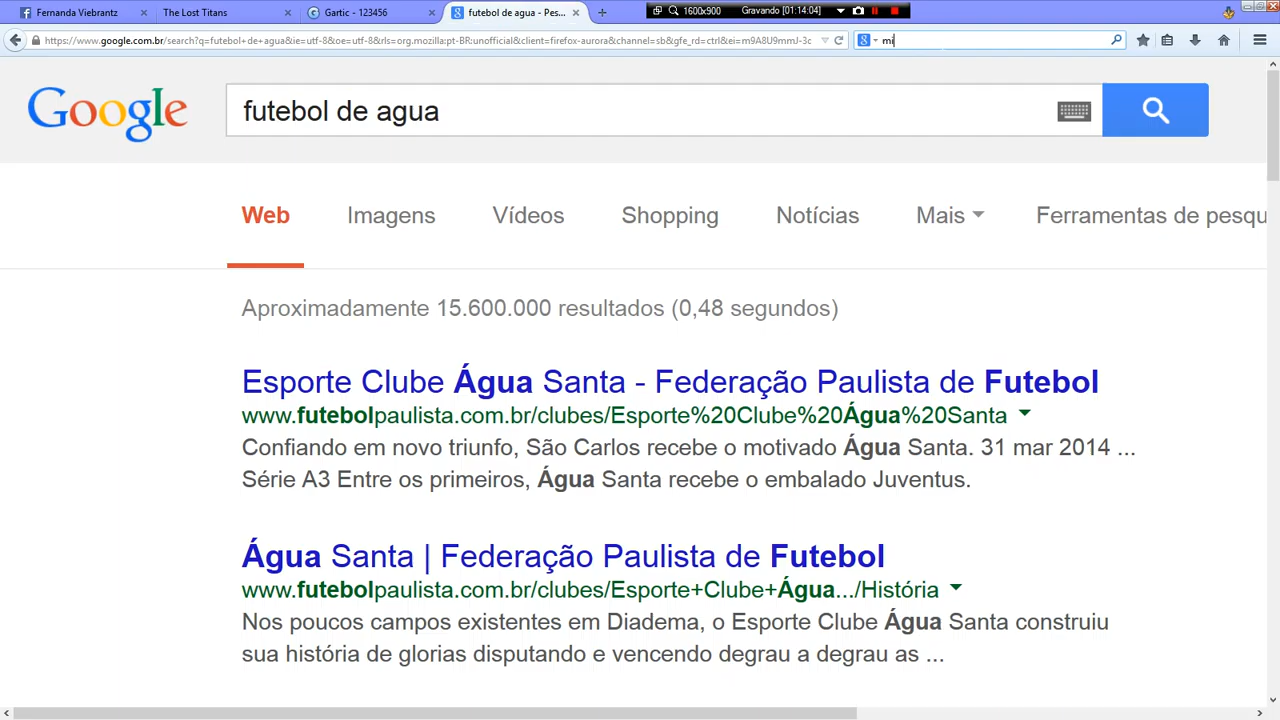 Fernanda Viebrantz
The Lost Titans
Gartic - 123456
futebol de agua - Pes...
1600x900
Gravando (01:14:04)
https://www.google.com.br/search?q=futebol+de+agua&ie=utf-8&oe=utf-8&rls=org.mozilla:pt-BR:unofficial&client=firefox-aurora&channel=sb&gfe_rd=ctrl&ei=m9A8U9mmJ-3c
mi
Google
futebol de agua
Web
Imagens
Vídeos
Shopping
Notícias
Mais
Ferramentas de pesqu
Aproximadamente 15.600.000 resultados (0,48 segundos)
Esporte Clube Água Santa - Federação Paulista de Futebol
www.futebolpaulista.com.br/clubes/Esporte%20Clube%20Água%20Santa
Confiando em novo triunfo, São Carlos recebe o motivado Água Santa. 31 mar 2014 ...
Série A3 Entre os primeiros, Água Santa recebe o embalado Juventus.
Água Santa | Federação Paulista de Futebol
www.futebolpaulista.com.br/clubes/Esporte+Clube+Água.../História
Nos poucos campos existentes em Diadema, o Esporte Clube Água Santa construiu
sua história de glorias disputando e vencendo degrau a degrau as ...